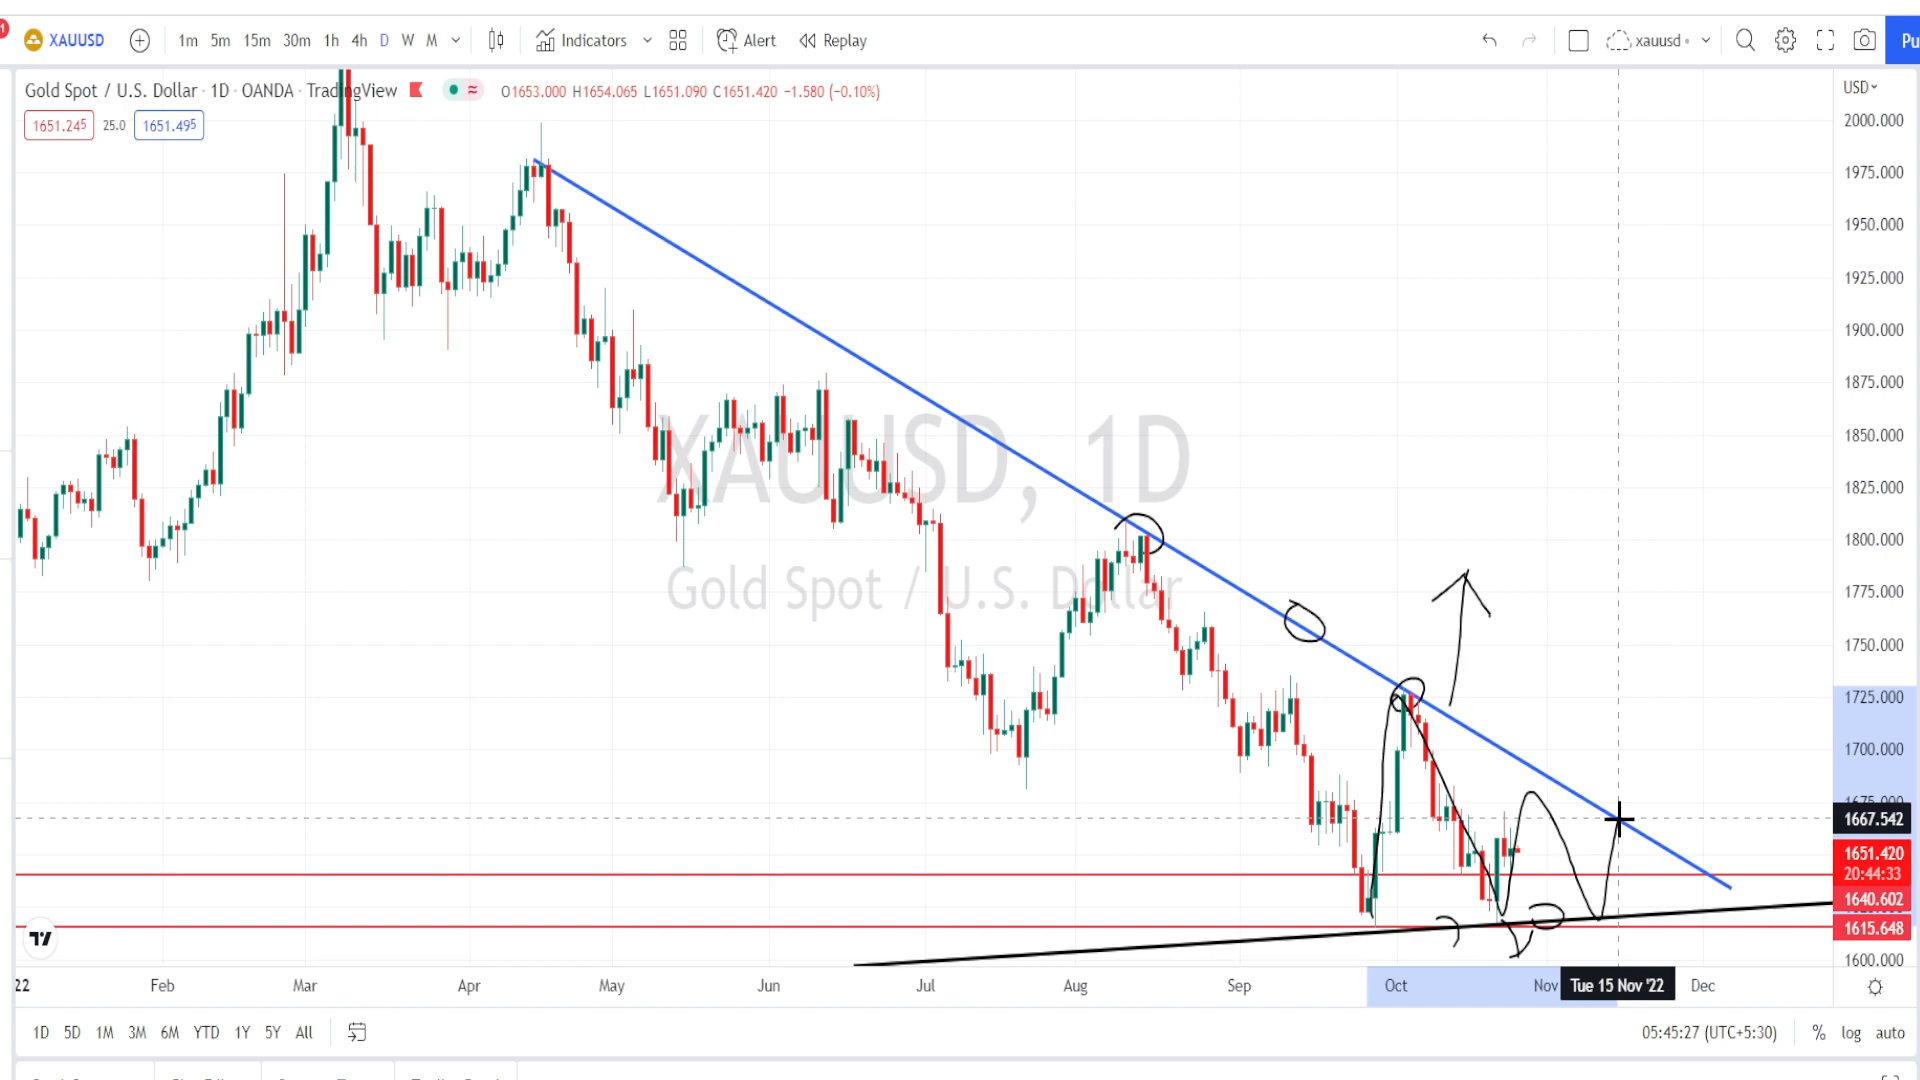 1
XAUUSD 1m 5m 15m 30m 1h 4h D W M Indicators Alert Replay xauusd Pu
Gold Spot / U.S. Dollar · 1D · OANDA · TradingView O1653.000 H1654.065 L1651.090 C1651.420 −1.580 (−0.10%)
USD
1651.245 25.0 1651.495
2000.000
1975.000
1950.000
1925.000
1900.000
1875.000
1850.000
XAUUSD, 1D
1825.000
1800.000
Gold Spot / U.S. Dollar
1775.000
1750.000
1725.000
1700.000
1675.000
1667.542
1651.420
20:44:33
1640.602
1615.648
1600.000
22 Feb Mar Apr May Jun Jul Aug Sep Oct Nov Tue 15 Nov '22 Dec
1D 5D 1M 3M 6M YTD 1Y 5Y All 05:45:27 (UTC+5:30) % log auto